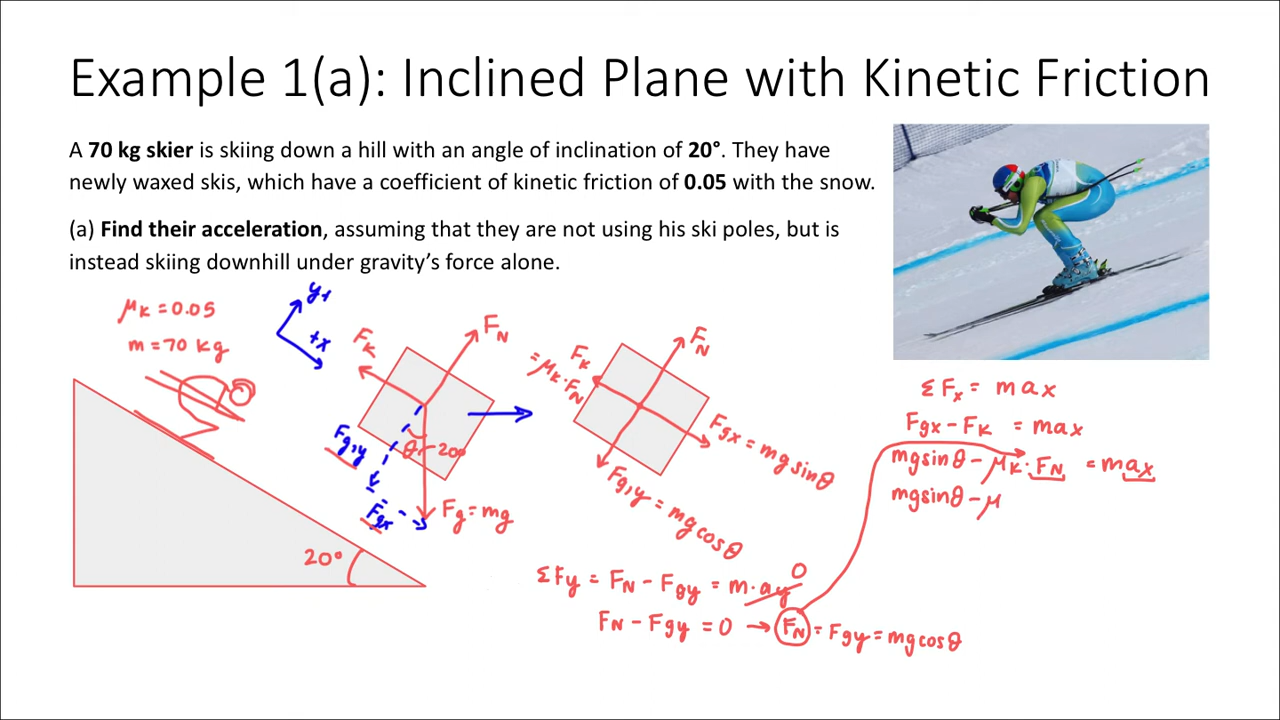 Example 1(a): Inclined Plane with Kinetic Friction
A 70 kg skier is skiing down a hill with an angle of inclination of 20°. They have
newly waxed skis, which have a coefficient of kinetic friction of 0.05 with the snow.
(a) Find their acceleration, assuming that they are not using his ski poles, but is
instead skiing downhill under gravity's force alone.
μK = 0.05
m = 70 kg
y+
+x
FK
FN
Fg,y
θ = 20°
Fgx
Fg = mg
20°
FN
FK
= μK · FN
Fgx = mg sinθ
Fg,y = mg cosθ
ΣFx = max
Fgx - FK = max
mg sinθ - μK · FN = max
mg sinθ - μ
ΣFy = FN - Fgy = m · ay 0
FN - Fgy = 0 → FN = Fgy = mg cosθ